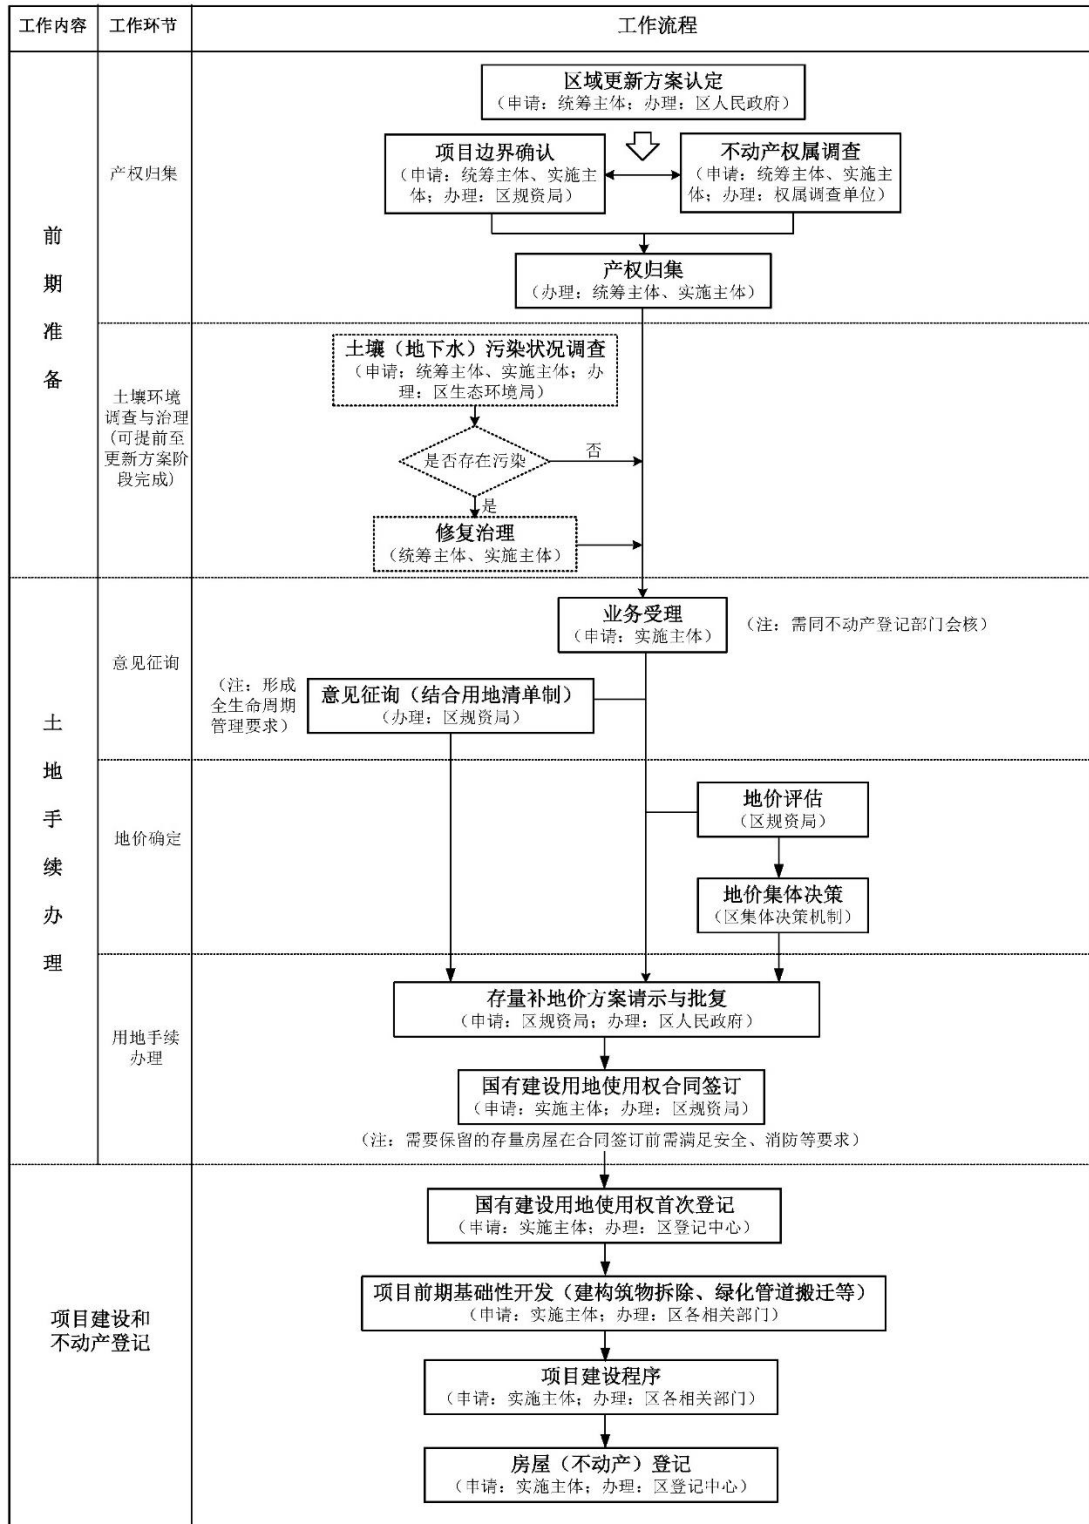 工作内容
工作环节
工作流程
前期准备
产权归集
区域更新方案认定
（申请：统筹主体；办理：区人民政府）
项目边界确认
（申请：统筹主体、实施主
体；办理：区规资局）
不动产权属调查
（申请：统筹主体、实施主
体；办理：权属调查单位）
产权归集
（办理：统筹主体、实施主体）
土壤环境
调查与治理
(可提前至
更新方案阶
段完成)
土壤（地下水）污染状况调查
（申请：统筹主体、实施主体；办
理：区生态环境局）
是否存在污染
否
是
修复治理
（统筹主体、实施主体）
土地手续办理
意见征询
业务受理
（申请：实施主体）
（注：需同不动产登记部门会核）
（注：形成
全生命周期
管理要求）
意见征询（结合用地清单制）
（办理：区规资局）
地价确定
地价评估
（区规资局）
地价集体决策
（区集体决策机制）
用地手续
办理
存量补地价方案请示与批复
（申请：区规资局；办理：区人民政府）
国有建设用地使用权合同签订
（申请：实施主体；办理：区规资局）
（注：需要保留的存量房屋在合同签订前需满足安全、消防等要求）
项目建设和
不动产登记
国有建设用地使用权首次登记
（申请：实施主体；办理：区登记中心）
项目前期基础性开发（建构筑物拆除、绿化管道搬迁等）
（申请：实施主体；办理：区各相关部门）
项目建设程序
（申请：实施主体；办理：区各相关部门）
房屋（不动产）登记
（申请：实施主体；办理：区登记中心）